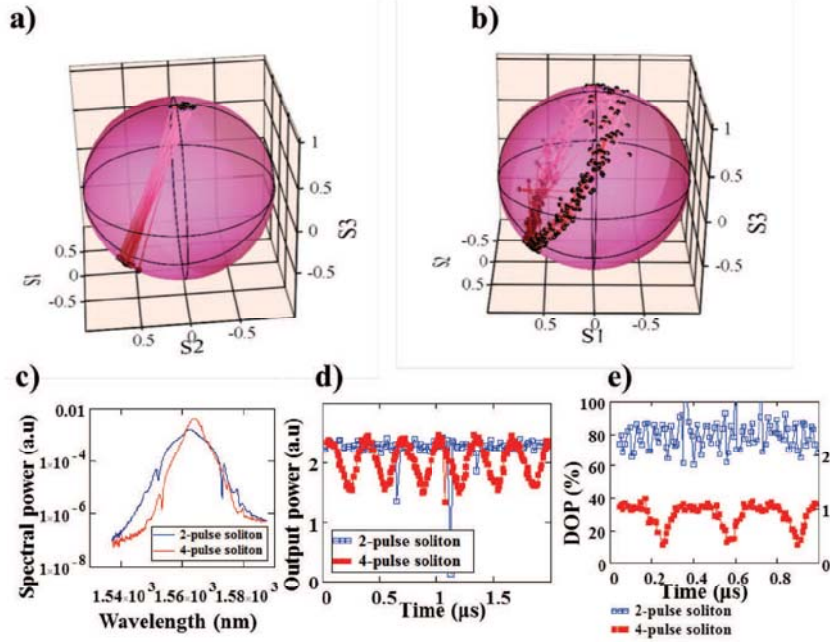 a)
b)
1
0.5
0
-0.5
S3
0.5
0
-0.5
S1
0.5
0
-0.5
S2
1
0.5
0
-0.5
S3
-0.5
0
0.5
S2
0.5
0
-0.5
S1
c)
d)
e)
0.01
1×10⁻⁴
1×10⁻⁶
1×10⁻⁸
Spectral power (a.u)
2-pulse soliton
4-pulse soliton
1.54×10³ 1.56×10³ 1.58×10³
Wavelength (nm)
2
1
0
Output power (a.u)
2-pulse soliton
4-pulse soliton
0 0.5 1 1.5
Time (µs)
100
80
60
40
20
0
DOP (%)
2
1
0
0 0.2 0.4 0.6 0.8
Time (µs)
2-pulse soliton
4-pulse soliton